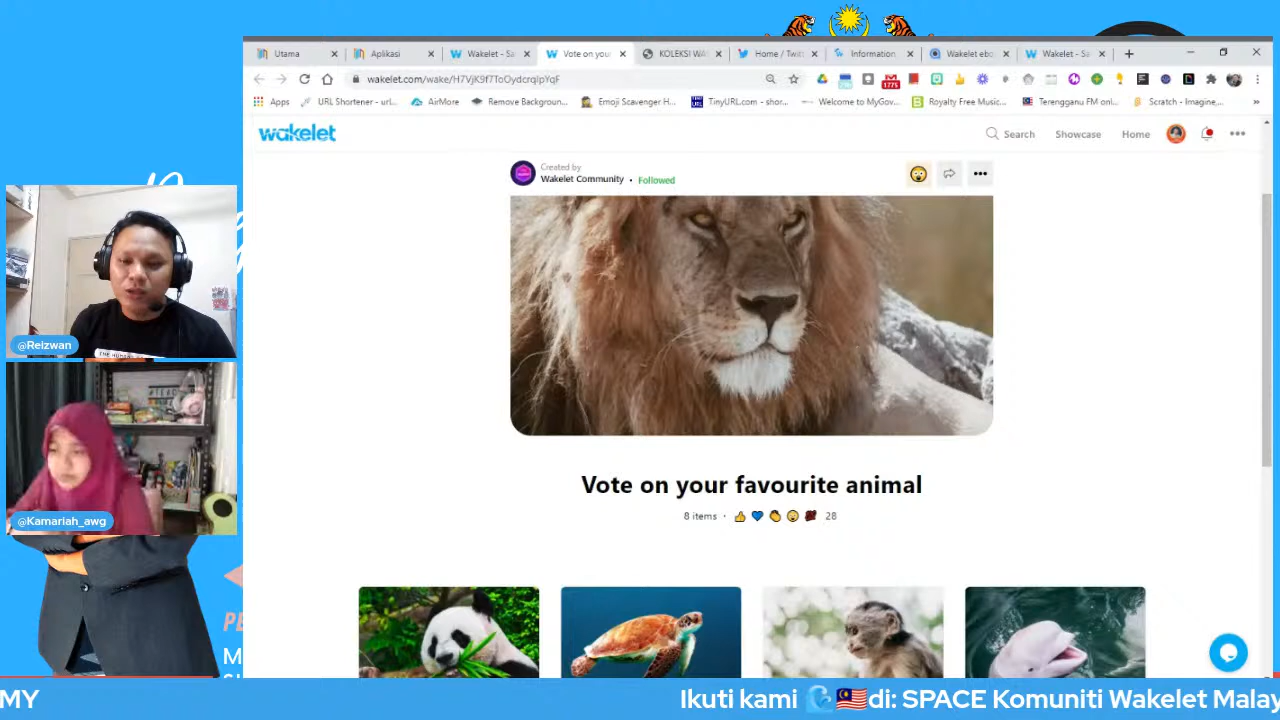 Utama
Aplikasi
Wakelet - Sa
Vote on your
KOLEKSI WA
Home / Twitt
Information
Wakelet ebo
Wakelet - Sa
wakelet.com/wake/H7VjK9f7ToOydcrqIpYqF
1775
Apps
URL Shortener - url...
AirMore
Remove Backgroun...
Emoji Scavenger H...
TinyURL.com - shor...
Welcome to MyGov...
Royalty Free Music...
Terengganu FM onl...
Scratch - Imagine,...
wakelet
Search
Showcase
Home
Created by
Wakelet Community • Followed
@Reizwan
@Kamariah_awg
Vote on your favourite animal
8 items · 28
MY
Ikuti kami 🌊🇲🇾di: SPACE Komuniti Wakelet Malay